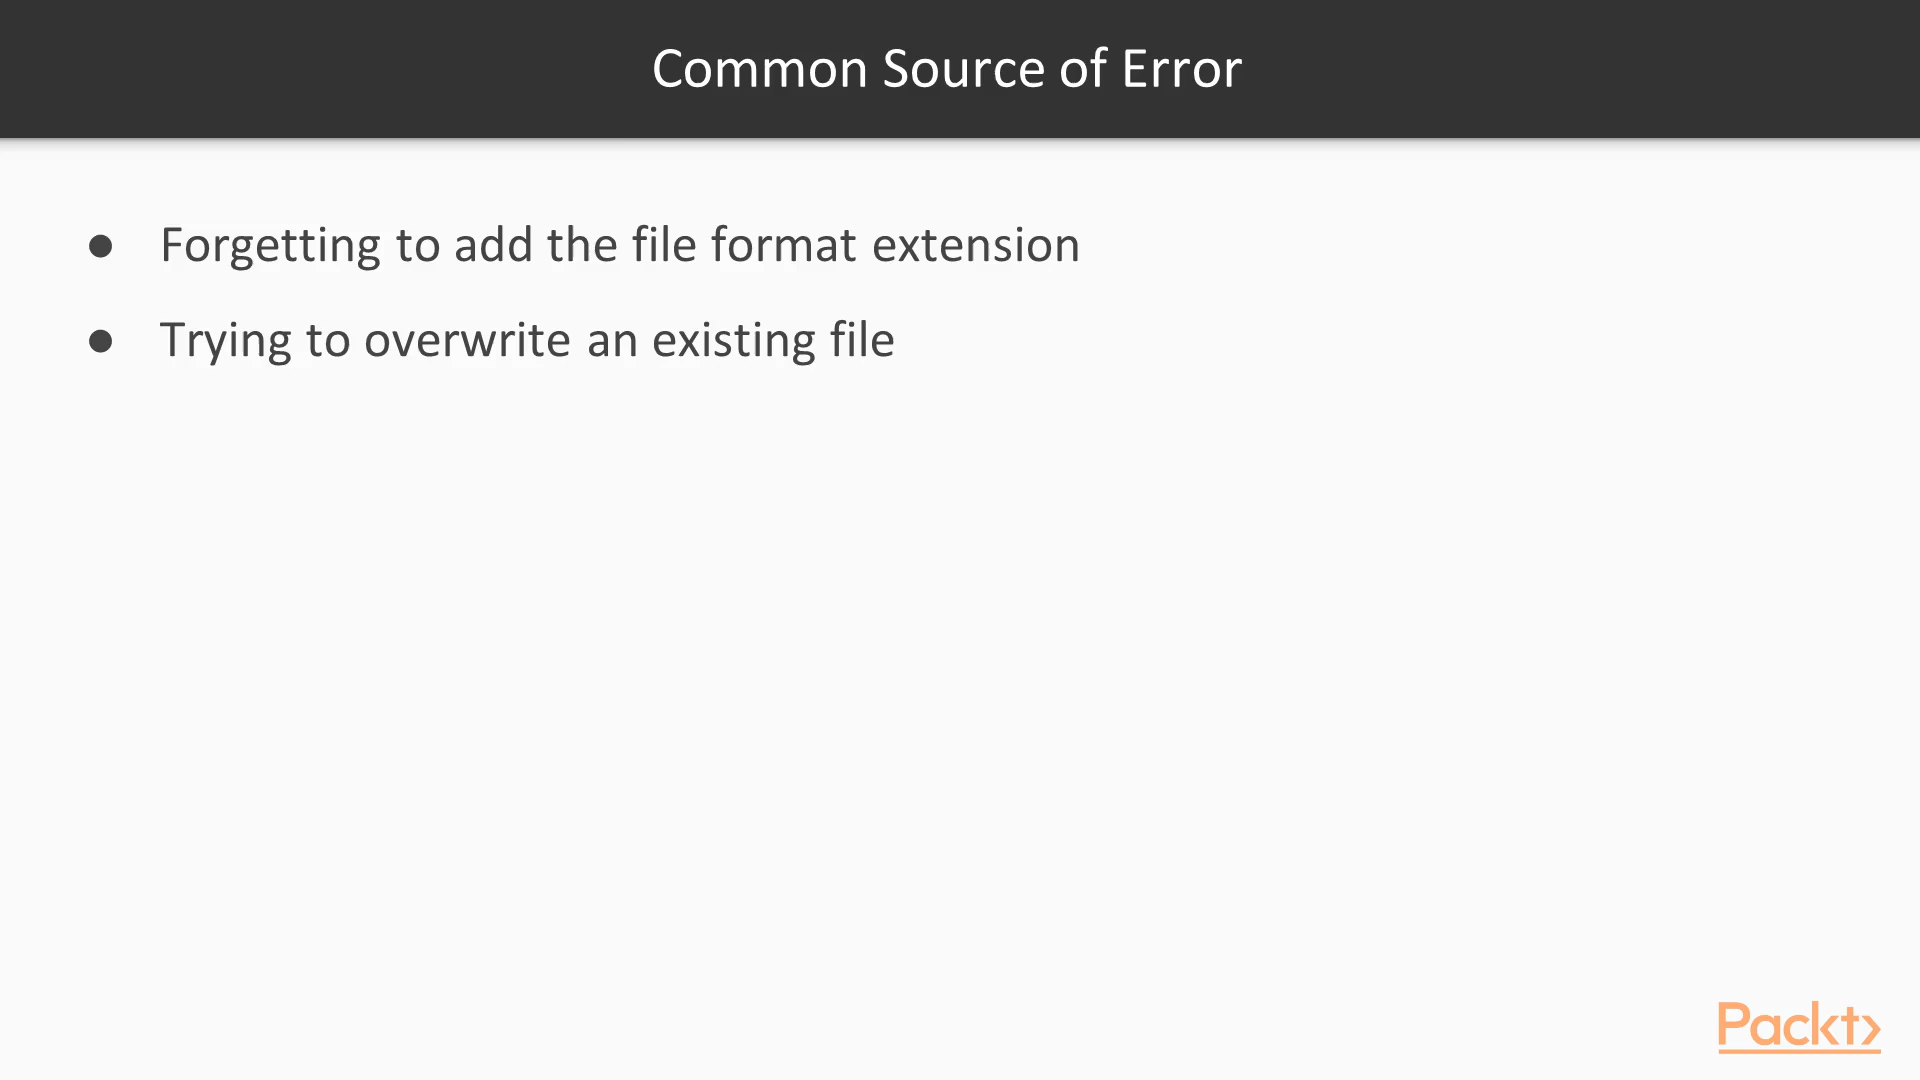 Common Source of Error
● Forgetting to add the file format extension
● Trying to overwrite an existing file
Packt>